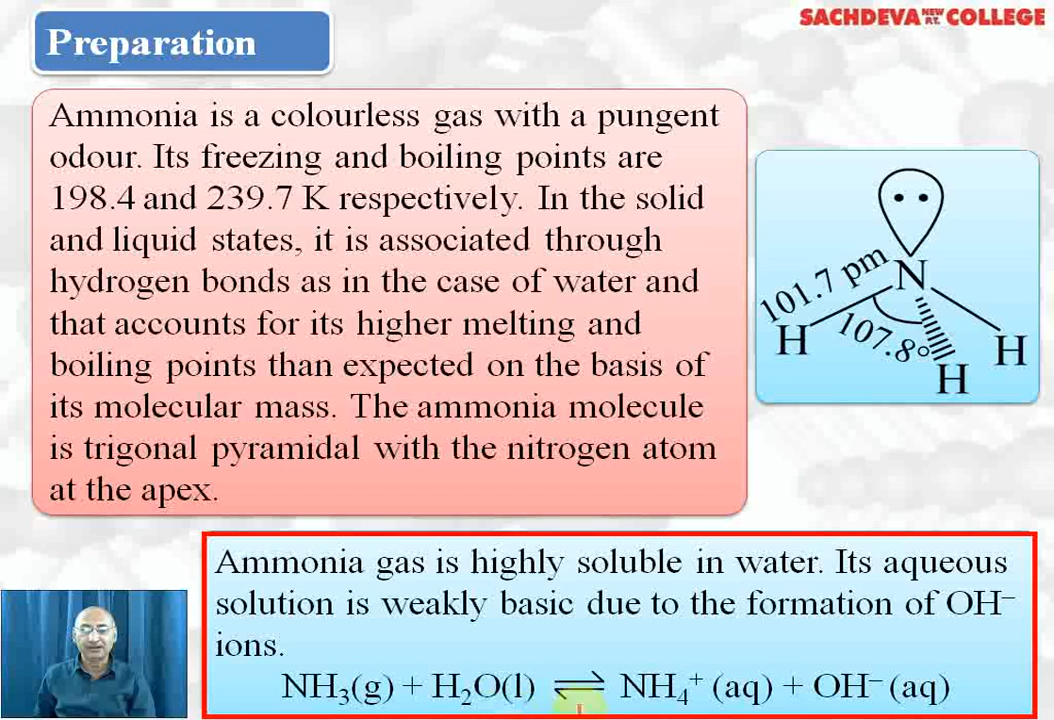 SACHDEVA NEW P.T. COLLEGE
Preparation
Ammonia is a colourless gas with a pungent
odour. Its freezing and boiling points are
198.4 and 239.7 K respectively. In the solid
and liquid states, it is associated through
hydrogen bonds as in the case of water and
that accounts for its higher melting and
boiling points than expected on the basis of
its molecular mass. The ammonia molecule
is trigonal pyramidal with the nitrogen atom
at the apex.
N
101.7 pm
107.8°
H
H
H
Ammonia gas is highly soluble in water. Its aqueous
solution is weakly basic due to the formation of OH⁻
ions.
NH₃(g) + H₂O(l) ⇌ NH₄⁺ (aq) + OH⁻ (aq)